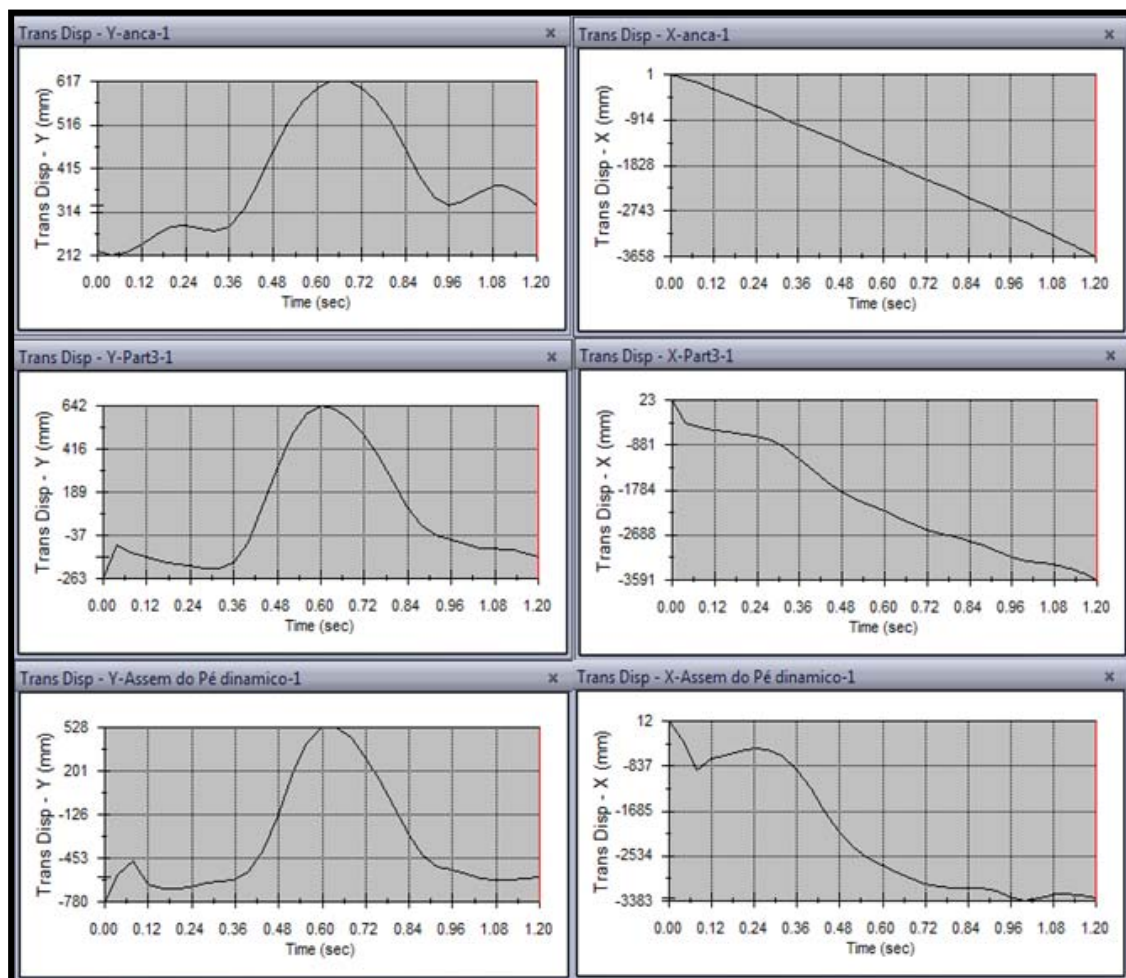 Trans Disp - Y-anca-1
Trans Disp - Y (mm)
617
516
415
314
212
0.00 0.12 0.24 0.36 0.48 0.60 0.72 0.84 0.96 1.08 1.20
Time (sec)
Trans Disp - X-anca-1
Trans Disp - X (mm)
1
-914
-1828
-2743
-3658
0.00 0.12 0.24 0.36 0.48 0.60 0.72 0.84 0.96 1.08 1.20
Time (sec)
Trans Disp - Y-Part3-1
Trans Disp - Y (mm)
642
416
189
-37
-263
0.00 0.12 0.24 0.36 0.48 0.60 0.72 0.84 0.96 1.08 1.20
Time (sec)
Trans Disp - X-Part3-1
Trans Disp - X (mm)
23
-881
-1784
-2688
-3591
0.00 0.12 0.24 0.36 0.48 0.60 0.72 0.84 0.96 1.08 1.20
Time (sec)
Trans Disp - Y-Assem do Pé dinamico-1
Trans Disp - Y (mm)
528
201
-126
-453
-780
0.00 0.12 0.24 0.36 0.48 0.60 0.72 0.84 0.96 1.08 1.20
Time (sec)
Trans Disp - X-Assem do Pé dinamico-1
Trans Disp - X (mm)
12
-837
-1685
-2534
-3383
0.00 0.12 0.24 0.36 0.48 0.60 0.72 0.84 0.96 1.08 1.20
Time (sec)